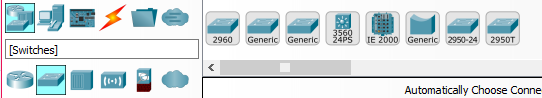 2960 Generic Generic 3560 24PS IE 2000 Generic 2950-24 2950T
[Switches]
Automatically Choose Conne